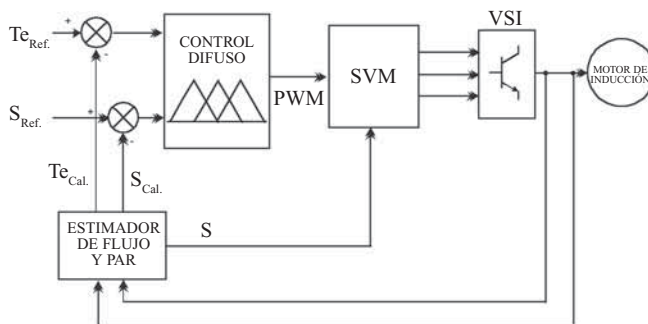 VSI
Te Ref.
+
-
CONTROL
DIFUSO
SVM
MOTOR DE
INDUCCIÓN
PWM
S Ref.
+
-
Te Cal.
S Cal.
ESTIMADOR
DE FLUJO
Y PAR
S